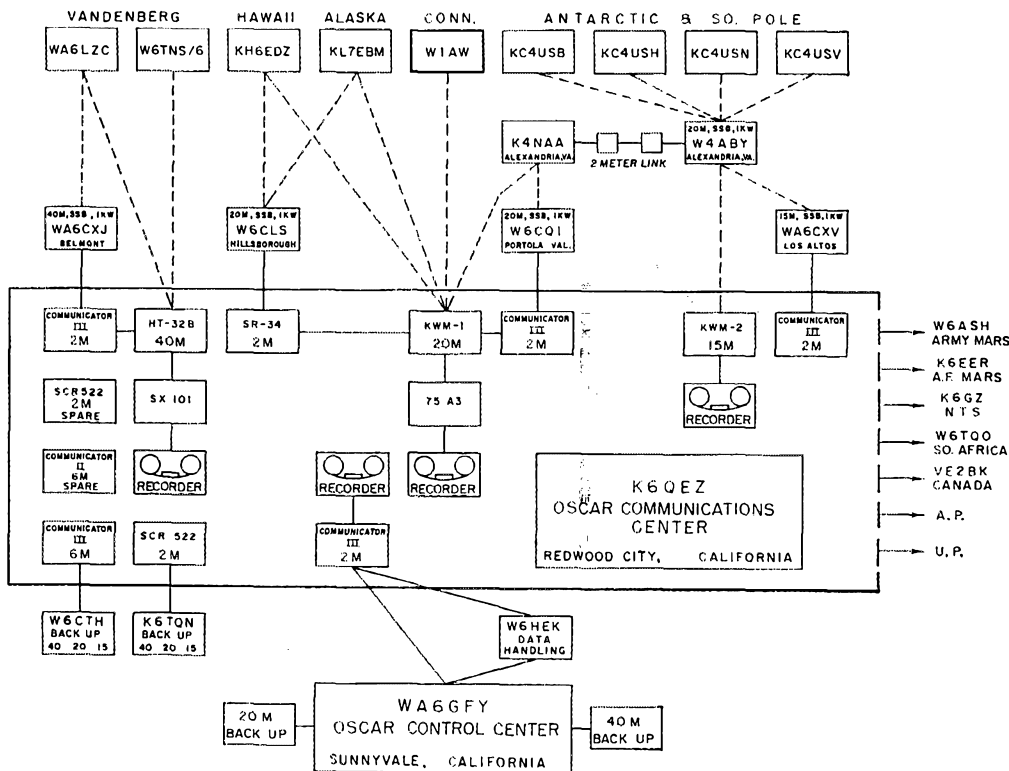 VANDENBERG
HAWAII
ALASKA
CONN.
ANTARCTIC & SO. POLE
WA6LZC
W6TNS/6
KH6EDZ
KL7EBM
W1AW
KC4USB
KC4USH
KC4USN
KC4USV
K4NAA
ALEXANDRIA, VA.
2 METER LINK
20M, SSB, 1KW
W4ABY
ALEXANDRIA, VA.
40M, SSB, 1KW
WA6CXJ
BELMONT
20M, SSB, 1KW
W6CLS
HILLSBOROUGH
20M, SSB, 1KW
W6CQI
PORTOLA VAL.
15M, SSB, 1KW
WA6CXV
LOS ALTOS
COMMUNICATOR
III
2M
HT-32B
40M
SR-34
2M
KWM-1
20M
COMMUNICATOR
III
2M
KWM-2
15M
COMMUNICATOR
III
2M
W6ASH
ARMY MARS
K6EER
A.F. MARS
K6GZ
NTS
W6TQO
SO. AFRICA
VE2BK
CANADA
A.P.
U.P.
SCR522
2M
SPARE
SX 101
75 A3
RECORDER
COMMUNICATOR
II
6M
SPARE
RECORDER
RECORDER
RECORDER
K6QEZ
OSCAR COMMUNICATIONS
CENTER
REDWOOD CITY, CALIFORNIA
COMMUNICATOR
III
6M
SCR 522
2M
COMMUNICATOR
III
2M
W6CTH
BACK UP
40 20 15
K6TQN
BACK UP
40 20 15
W6HEK
DATA
HANDLING
20M
BACK UP
WA6GFY
OSCAR CONTROL CENTER
SUNNYVALE, CALIFORNIA
40M
BACK UP